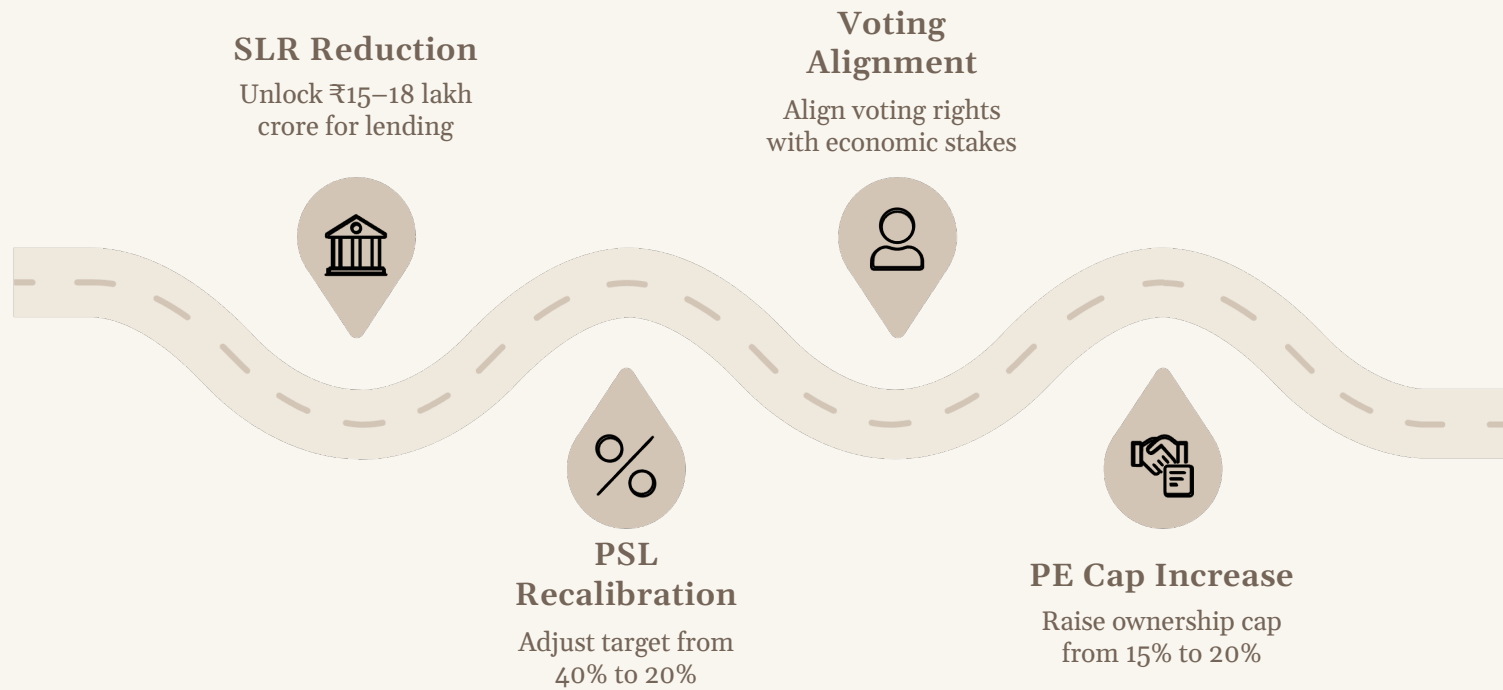 SLR Reduction
Unlock ₹15–18 lakh
crore for lending
PSL
Recalibration
Adjust target from
40% to 20%
Voting
Alignment
Align voting rights
with economic stakes
PE Cap Increase
Raise ownership cap
from 15% to 20%